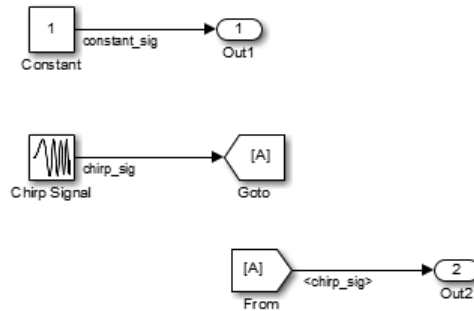 1
constant_sig
1
Constant
Out1
chirp_sig
[A]
Chirp Signal
Goto
[A]
<chirp_sig>
2
From
Out2